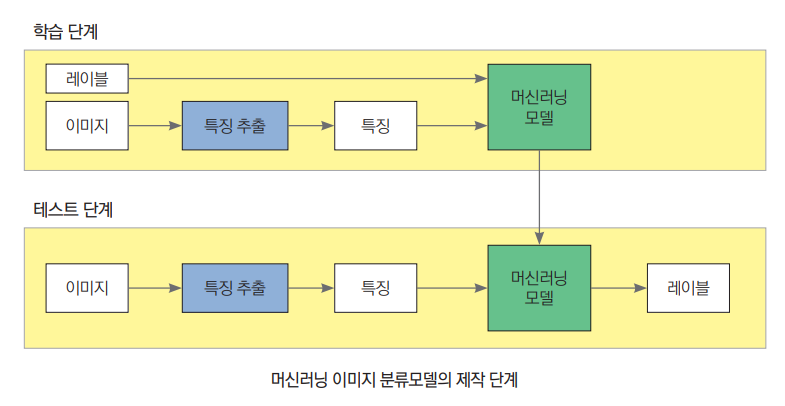 학습 단계
레이블
이미지
특징 추출
특징
머신러닝
모델
테스트 단계
이미지
특징 추출
특징
머신러닝
모델
레이블
머신러닝 이미지 분류모델의 제작 단계